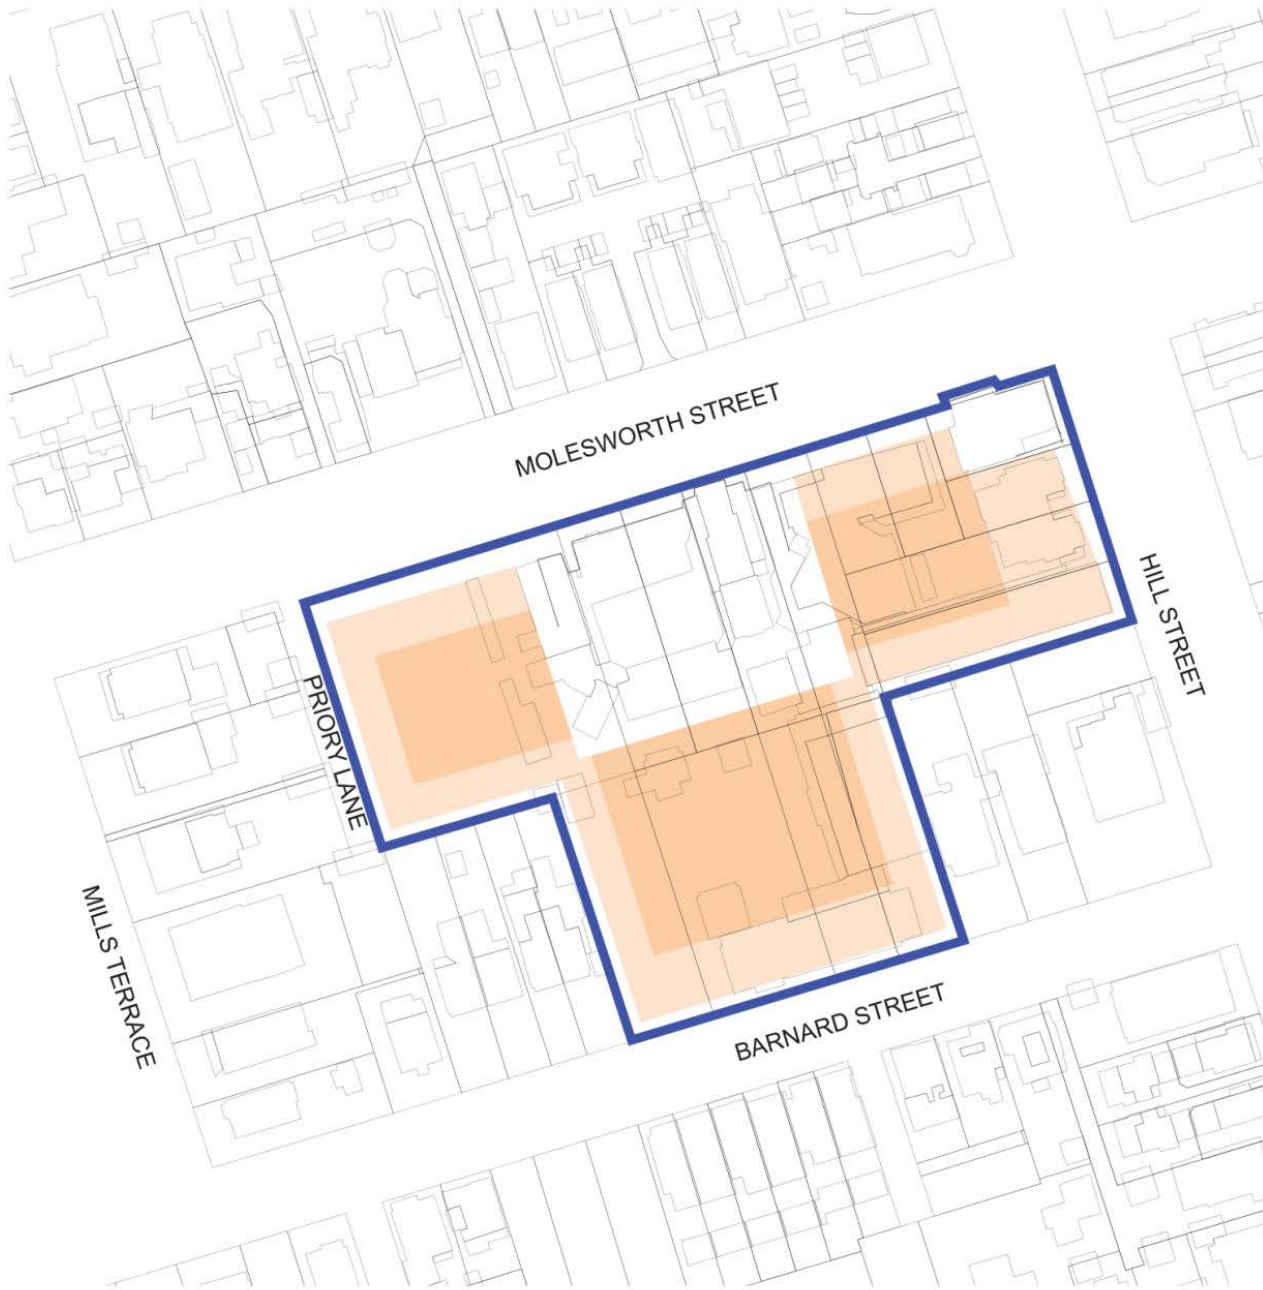 MOLESWORTH STREET
HILL STREET
PRIORY LANE
MILLS TERRACE
BARNARD STREET